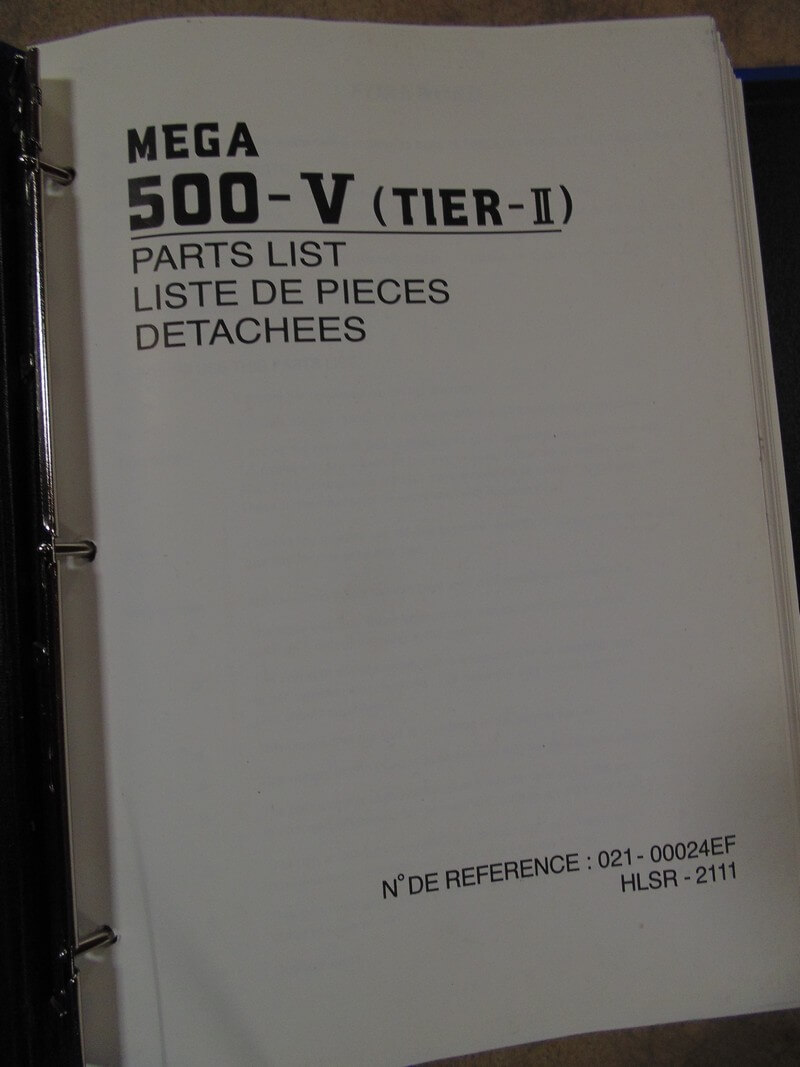 MEGA
500-V (TIER-II)
PARTS LIST
LISTE DE PIECES
DETACHEES
N° DE REFERENCE : 021- 00024EF
HLSR - 2111